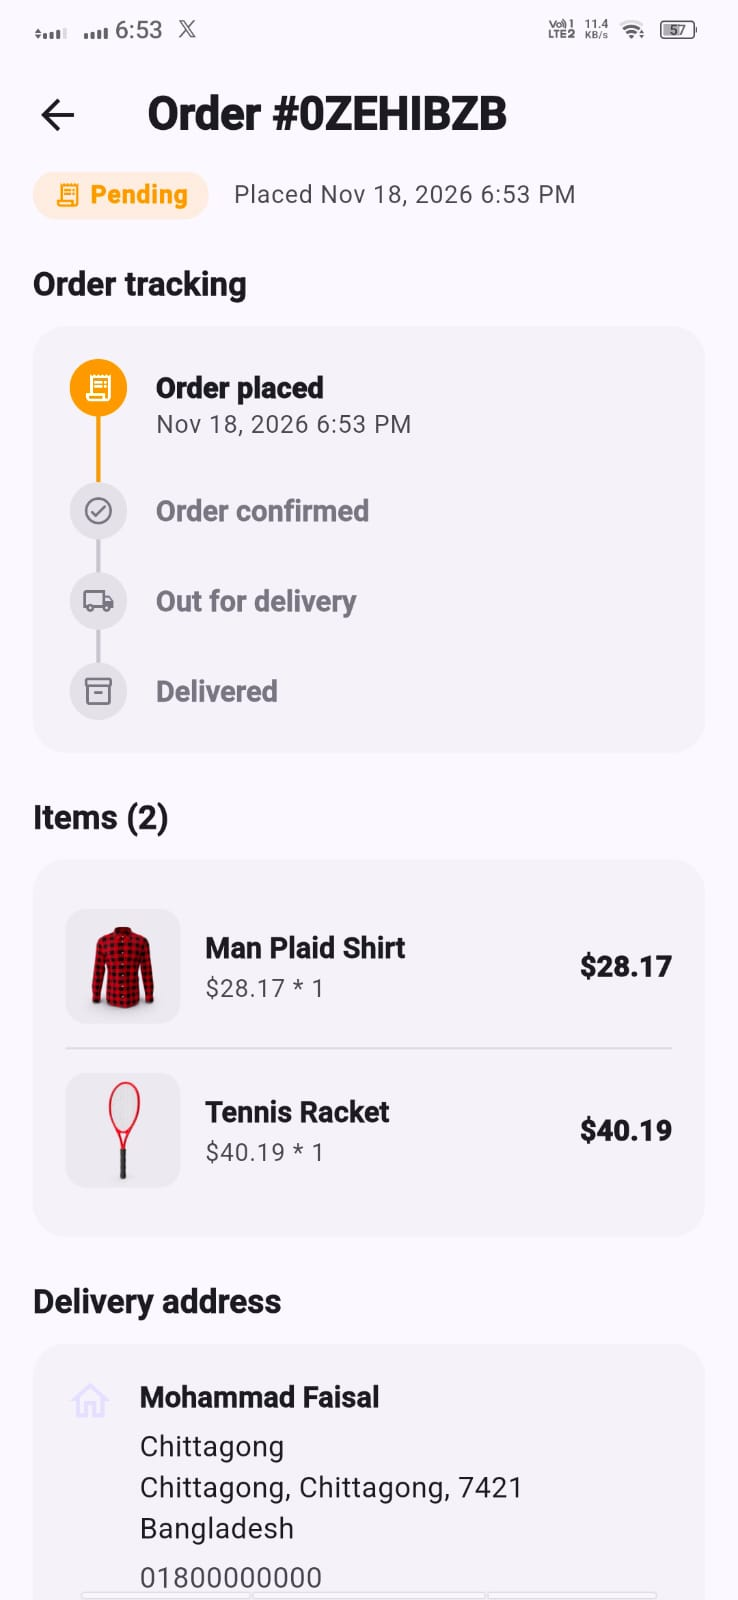 6:53 X
Vo)) 1 LTE2 11.4 KB/s 57
Order #0ZEHIBZB
Pending Placed Nov 18, 2026 6:53 PM
Order tracking
Order placed
Nov 18, 2026 6:53 PM
Order confirmed
Out for delivery
Delivered
Items (2)
Man Plaid Shirt
$28.17 * 1
$28.17
Tennis Racket
$40.19 * 1
$40.19
Delivery address
Mohammad Faisal
Chittagong
Chittagong, Chittagong, 7421
Bangladesh
01800000000